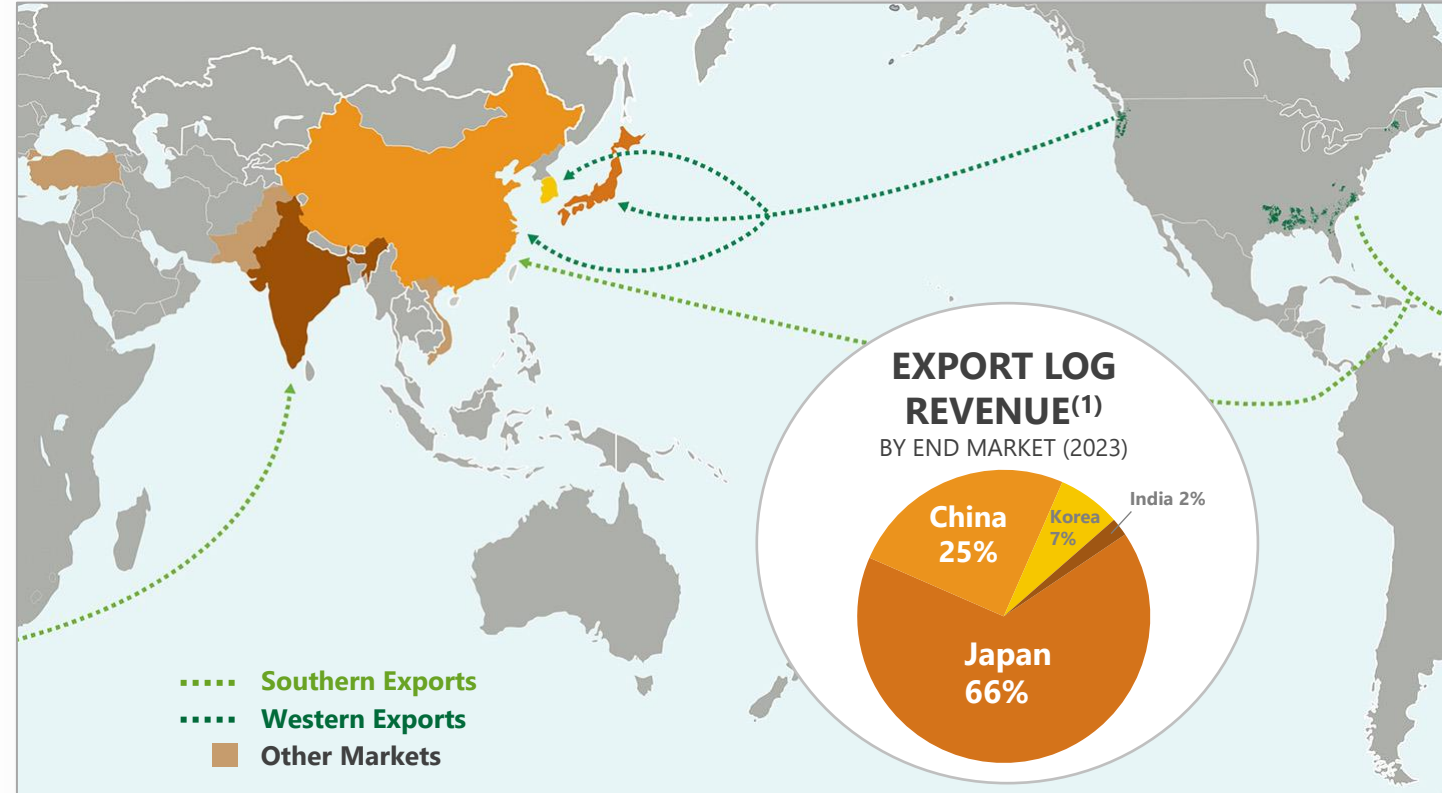 EXPORT LOG
REVENUE(1)
BY END MARKET (2023)
India 2%
China
25%
Korea
7%
Japan
66%
Southern Exports
Western Exports
Other Markets